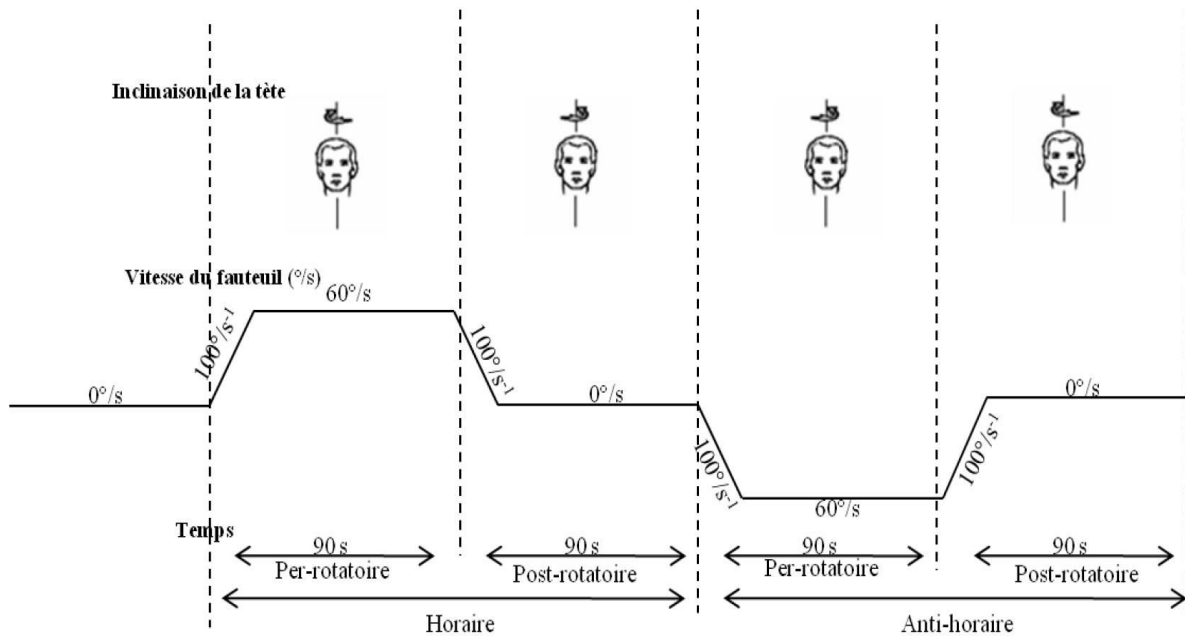 Inclinaison de la tète
Vitesse du fauteuil (°/s)
60°/s
100°/s-1
100°/s-1
0°/s
0°/s
0°/s
100°/s-1
100°/s-1
60°/s
Temps
90 s
90 s
90 s
90 s
Per-rotatoire
Post-rotatoire
Per-rotatoire
Post-rotatoire
Horaire
Anti-horaire